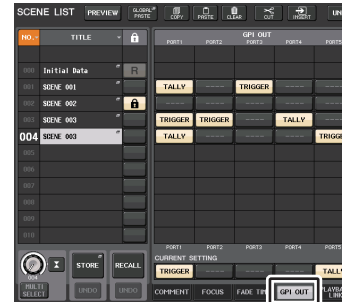 SCENE LIST PREVIEW GLOBAL PASTE COPY PASTE CLEAR CUT INSERT UN
NO. TITLE GPI OUT
PORT1 PORT2 PORT3 PORT4 PORT5
000 Initial Data R
001 SCENE 001 TALLY ---- TRIGGER ---- ----
002 SCENE 002 ---- ---- ---- ---- ----
003 SCENE 003 TRIGGER TRIGGER ---- TALLY ----
004 SCENE 003 TALLY ---- ---- ---- TRIGGE
005
006
007
008
009
010
PORT1 PORT2 PORT3 PORT4 PORT5
CURRENT SETTING
TRIGGER ---- ---- ---- TALL
004 STORE RECALL
MULTI SELECT UNDO UNDO
COMMENT FOCUS FADE TIM GPI OUT PLAYBA LINK